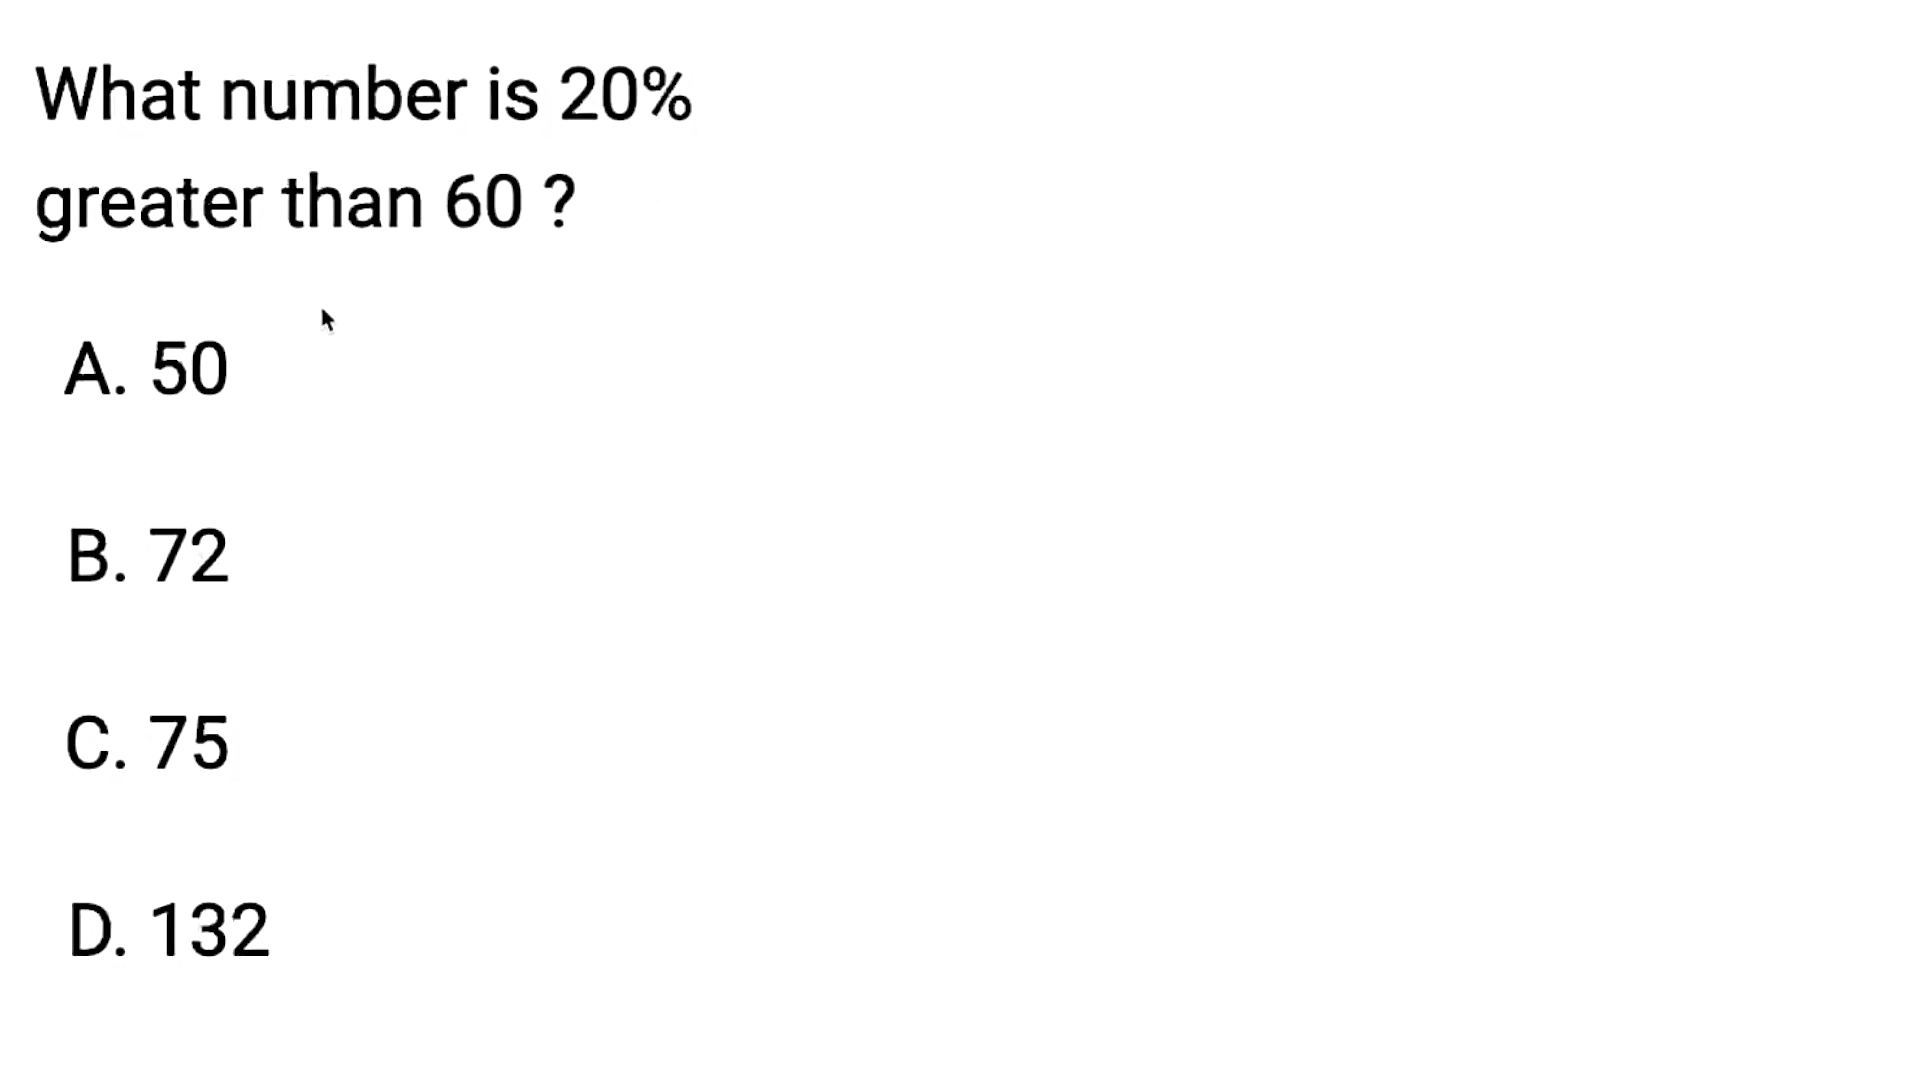 What number is 20%
greater than 60 ?
A. 50
B. 72
C. 75
D. 132